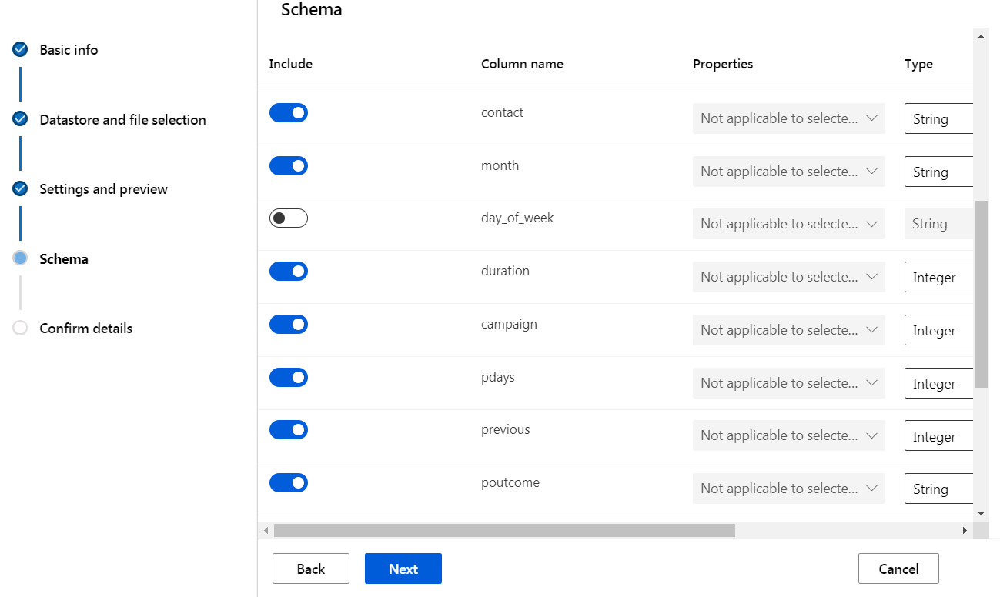 Schema
Basic info
Datastore and file selection
Settings and preview
Schema
Confirm details
Include Column name Properties Type
contact Not applicable to selecte... String
month Not applicable to selecte... String
day_of_week Not applicable to selecte... String
duration Not applicable to selecte... Integer
campaign Not applicable to selecte... Integer
pdays Not applicable to selecte... Integer
previous Not applicable to selecte... Integer
poutcome Not applicable to selecte... String
Back Next Cancel